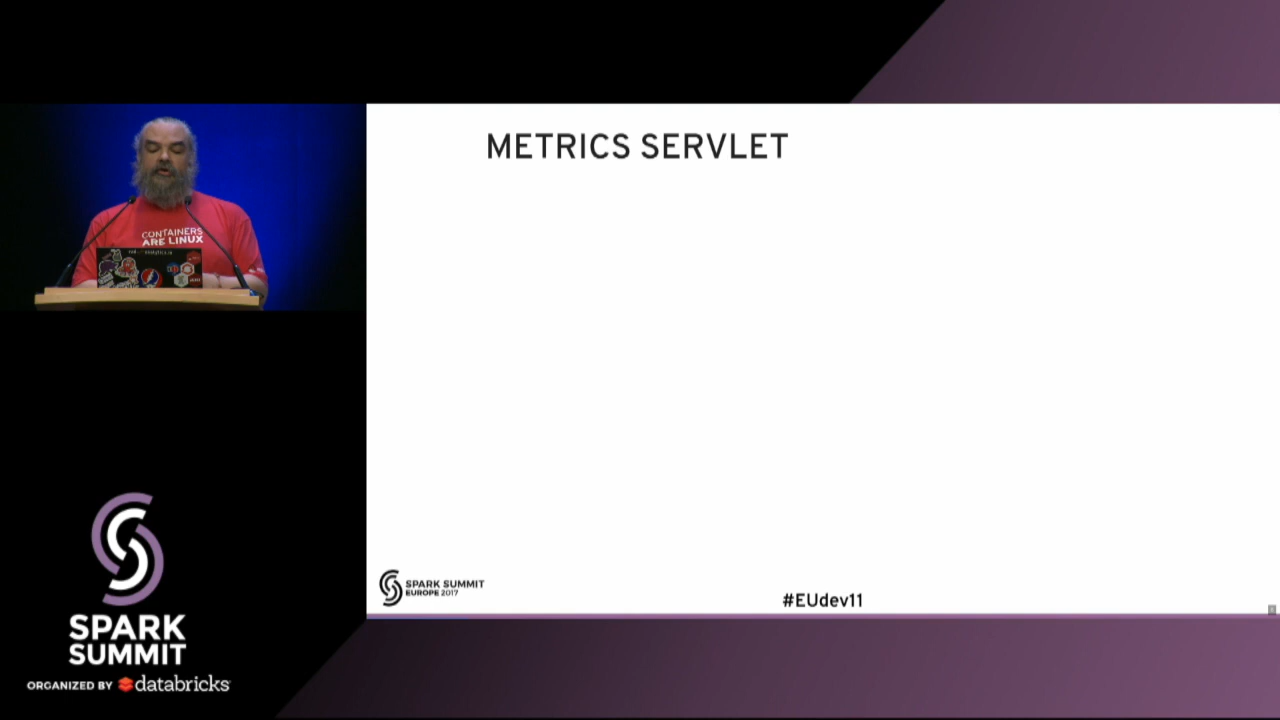 METRICS SERVLET
CONTAINERS
ARE LINUX
SPARK SUMMIT
EUROPE 2017
#EUdev11
SPARK
SUMMIT
ORGANIZED BY databricks